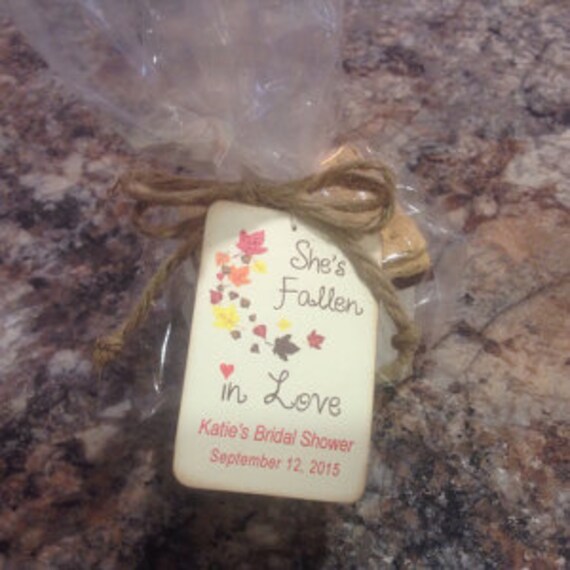 She's
Fallen
in Love
Katie's Bridal Shower
September 12, 2015